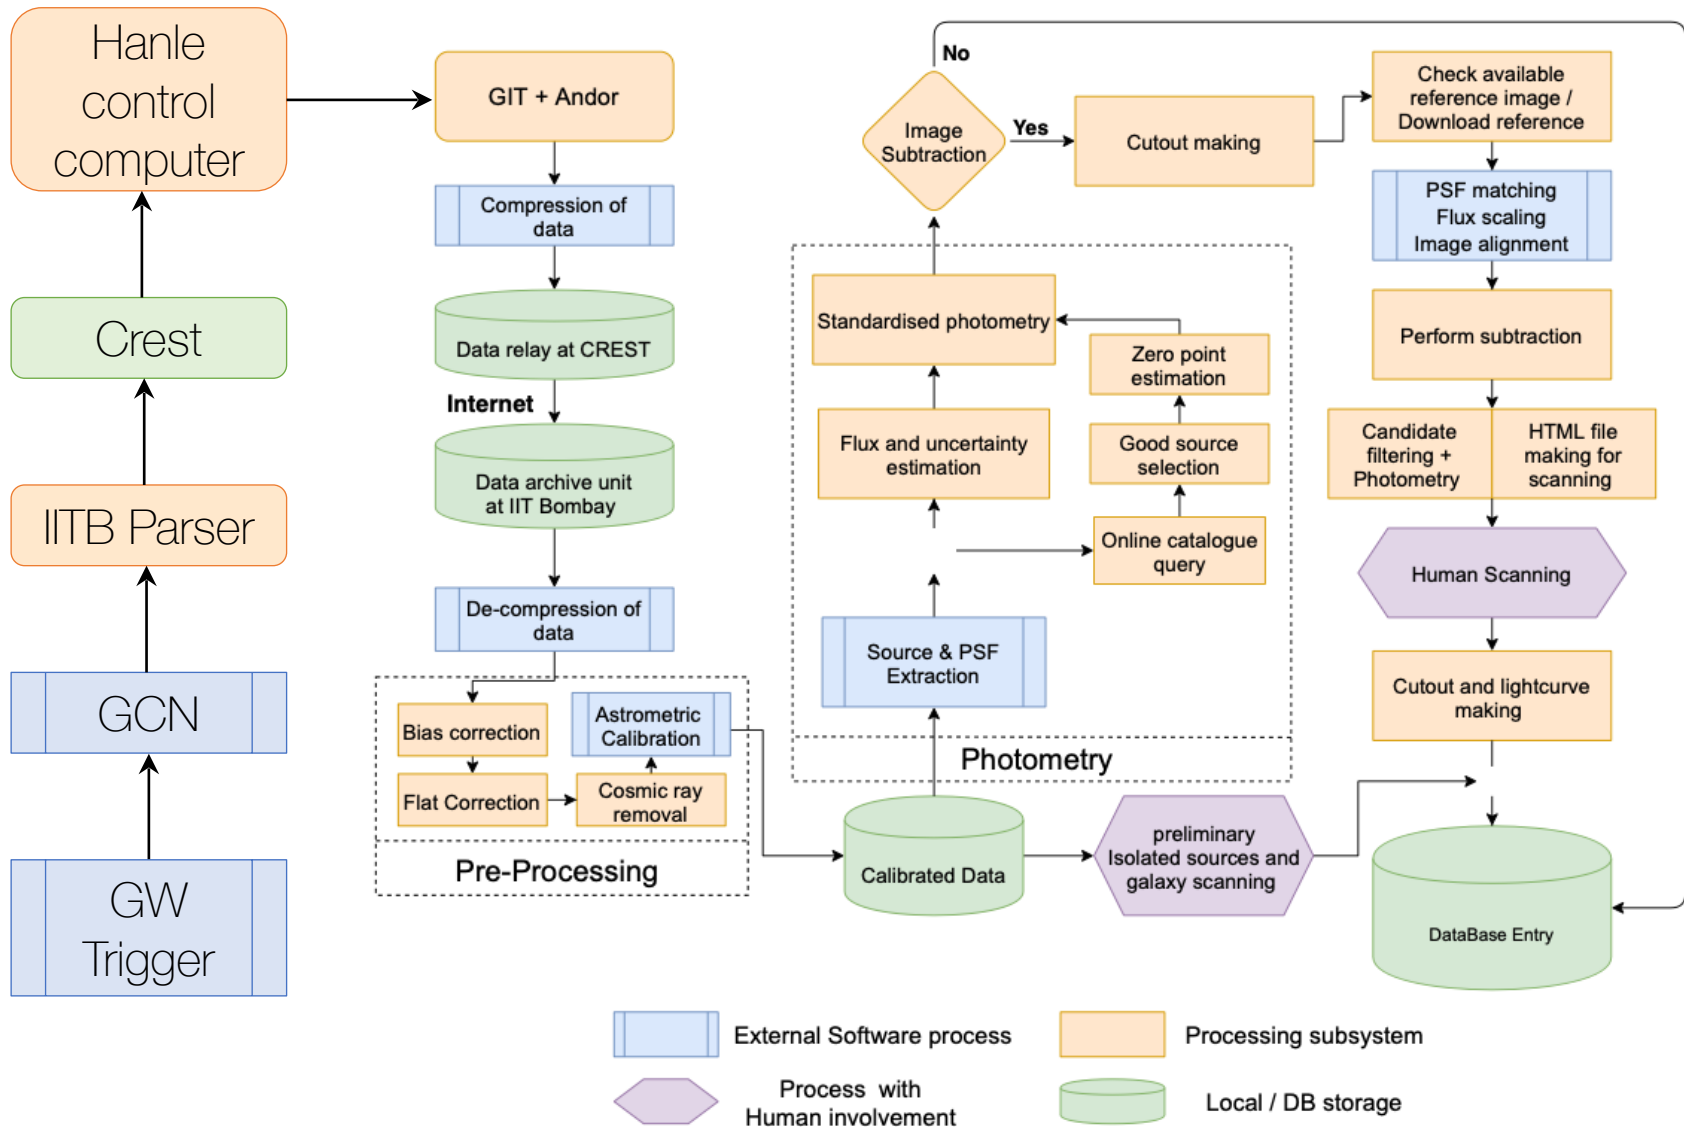 Hanle
control
computer
Crest
IITB Parser
GCN
GW
Trigger
GIT + Andor
Compression of
data
Data relay at CREST
Internet
Data archive unit
at IIT Bombay
De-compression of
data
Bias correction
Flat Correction
Cosmic ray
removal
Astrometric
Calibration
Pre-Processing
Calibrated Data
Source & PSF
Extraction
Flux and uncertainty
estimation
Online catalogue
query
Good source
selection
Zero point
estimation
Standardised photometry
Photometry
Image
Subtraction
No
Yes
Cutout making
Check available
reference image /
Download reference
PSF matching
Flux scaling
Image alignment
Perform subtraction
Candidate
filtering +
Photometry
HTML file
making for
scanning
Human Scanning
Cutout and lightcurve
making
preliminary
Isolated sources and
galaxy scanning
DataBase Entry
External Software process
Processing subsystem
Process with
Human involvement
Local / DB storage